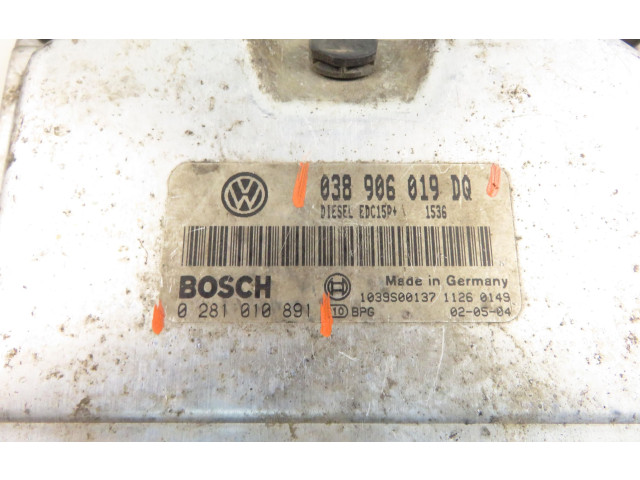 038 906 019 DQ
DIESEL EDC15P+ 1536
BOSCH
Made in Germany
1039S00137 1126 0149
0 281 010 891
10 BPG 02-05-04